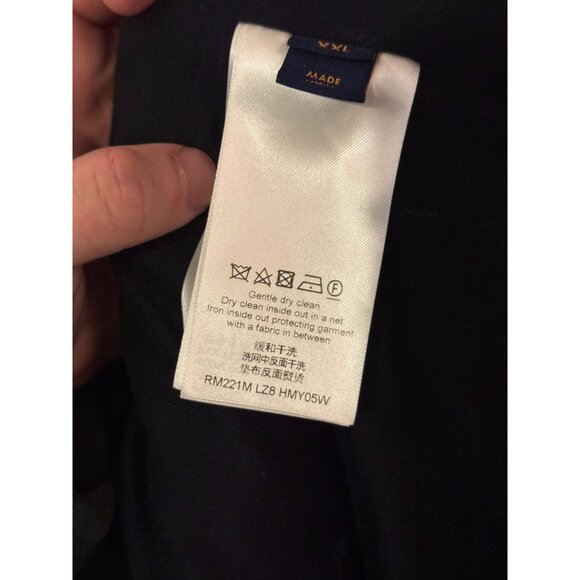 XXL
MADE
F
Gentle dry clean
Dry clean inside out in a net
Iron inside out protecting garment
with a fabric in between
缓和干洗
洗网中反面干洗
垫布反面熨烫
RM221M LZ8 HMY05W